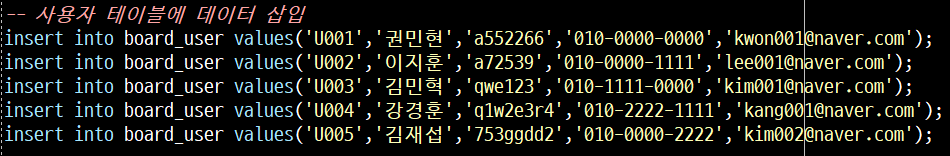 -- 사용자 테이블에 데이터 삽입
insert into board_user values('U001','권민현','a552266','010-0000-0000','kwon001@naver.com');
insert into board_user values('U002','이지훈','a72539','010-0000-1111','lee001@naver.com');
insert into board_user values('U003','김민혁','qwe123','010-1111-0000','kim001@naver.com');
insert into board_user values('U004','강경훈','q1w2e3r4','010-2222-1111','kang001@naver.com');
insert into board_user values('U005','김재섭','753ggdd2','010-0000-2222','kim002@naver.com');